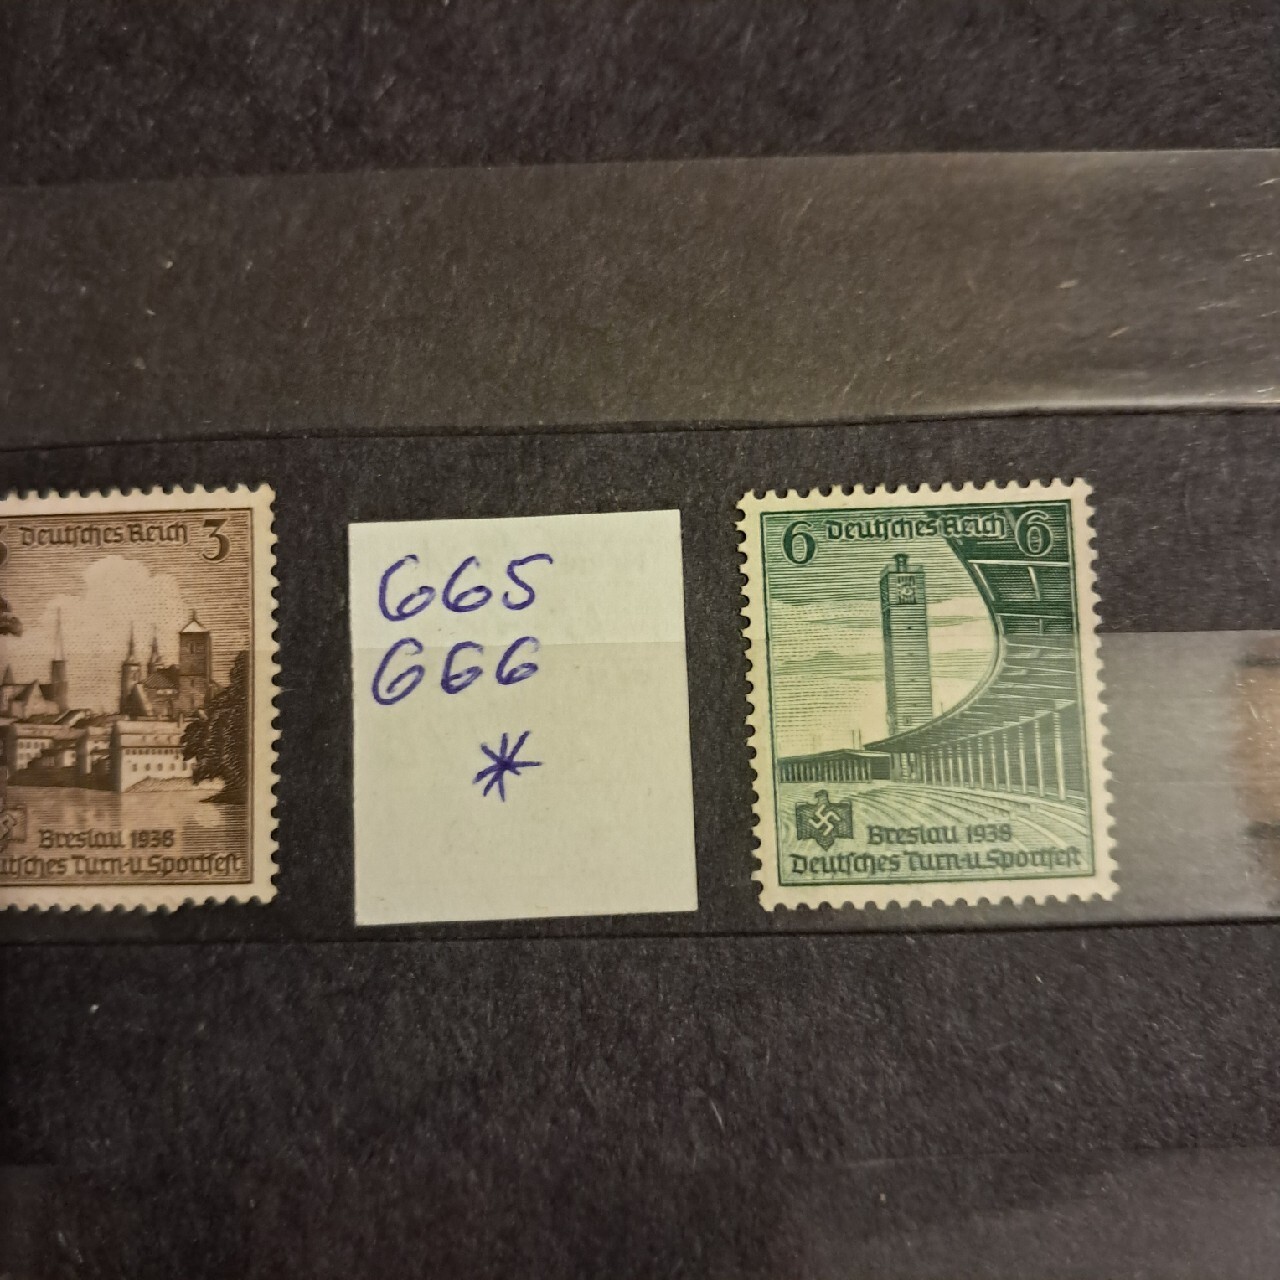 Deutsches Reich 3
Breslau 1938
utsches Turn-u.Sportfest
665
666
*
6 Deutsches Reich 6
Breslau 1938
Deutsches Turn-u.Sportfest